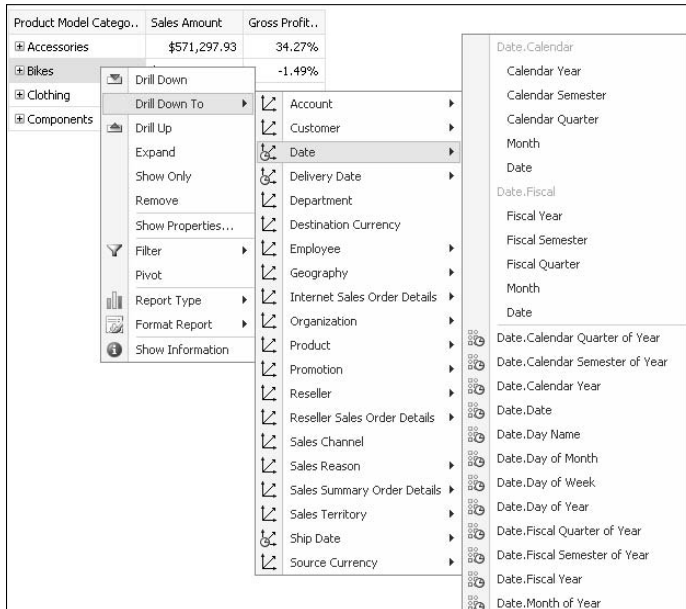 Product Model Catego.. Sales Amount Gross Profit..
Accessories $571,297.93 34.27%
Bikes -1.49%
Clothing
Components
Drill Down
Drill Down To
Drill Up
Expand
Show Only
Remove
Show Properties...
Filter
Pivot
Report Type
Format Report
Show Information
Account
Customer
Date
Delivery Date
Department
Destination Currency
Employee
Geography
Internet Sales Order Details
Organization
Product
Promotion
Reseller
Reseller Sales Order Details
Sales Channel
Sales Reason
Sales Summary Order Details
Sales Territory
Ship Date
Source Currency
Date.Calendar
Calendar Year
Calendar Semester
Calendar Quarter
Month
Date
Date.Fiscal
Fiscal Year
Fiscal Semester
Fiscal Quarter
Month
Date
Date.Calendar Quarter of Year
Date.Calendar Semester of Year
Date.Calendar Year
Date.Date
Date.Day Name
Date.Day of Month
Date.Day of Week
Date.Day of Year
Date.Fiscal Quarter of Year
Date.Fiscal Semester of Year
Date.Fiscal Year
Date.Month of Year